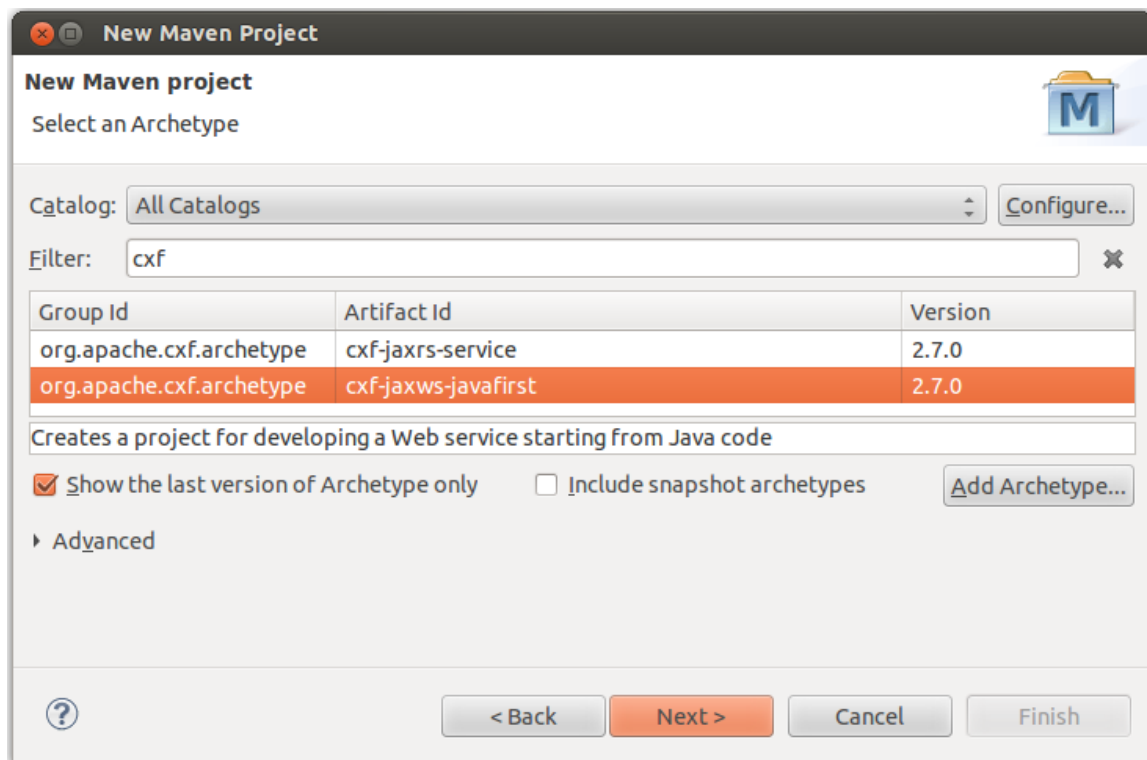 New Maven Project
New Maven project
Select an Archetype
M
Catalog: All Catalogs Configure...
Filter: cxf
Group Id Artifact Id Version
org.apache.cxf.archetype cxf-jaxrs-service 2.7.0
org.apache.cxf.archetype cxf-jaxws-javafirst 2.7.0
Creates a project for developing a Web service starting from Java code
Show the last version of Archetype only Include snapshot archetypes Add Archetype...
Advanced
? < Back Next > Cancel Finish